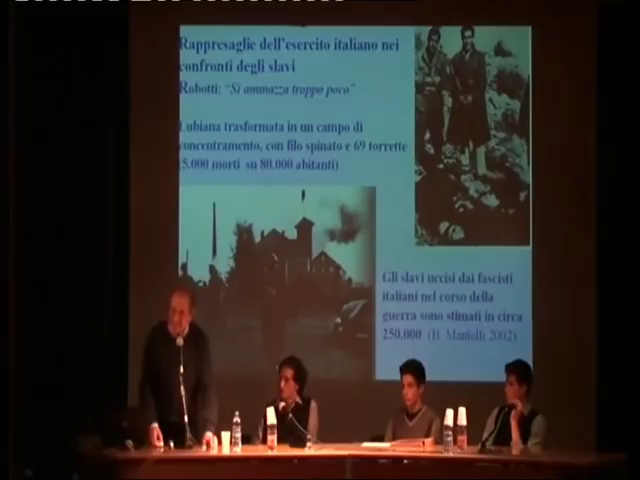 Rappresaglie dell'esercito italiano nei
confronti degli slavi
Robotti: "Si ammazza troppo poco"
Lubiana trasformata in un campo di
concentramento, con filo spinato e 69 torrette
(5.000 morti su 80.000 abitanti)
Gli slavi uccisi dai fascisti
italiani nel corso della
guerra sono stimati in circa
250.000 (B. Mantelli 2002)